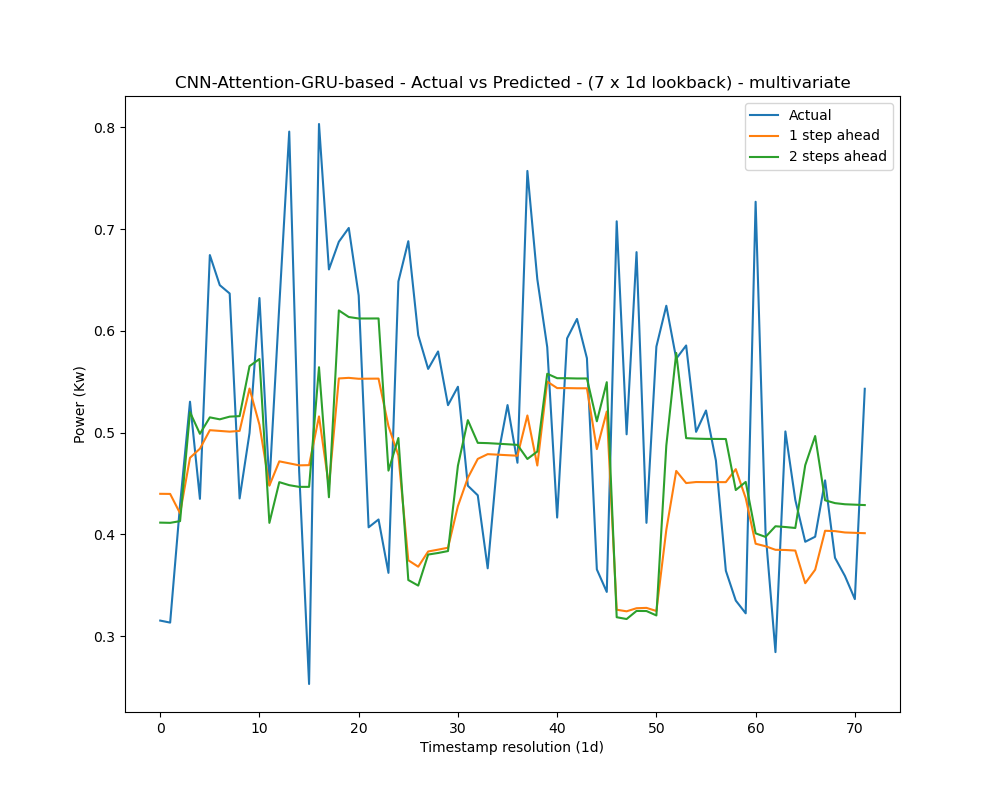 CNN-Attention-GRU-based - Actual vs Predicted - (7 x 1d lookback) - multivariate
Actual
1 step ahead
2 steps ahead
0.8
0.7
0.6
0.5
0.4
0.3
Power (Kw)
0 10 20 30 40 50 60 70
Timestamp resolution (1d)